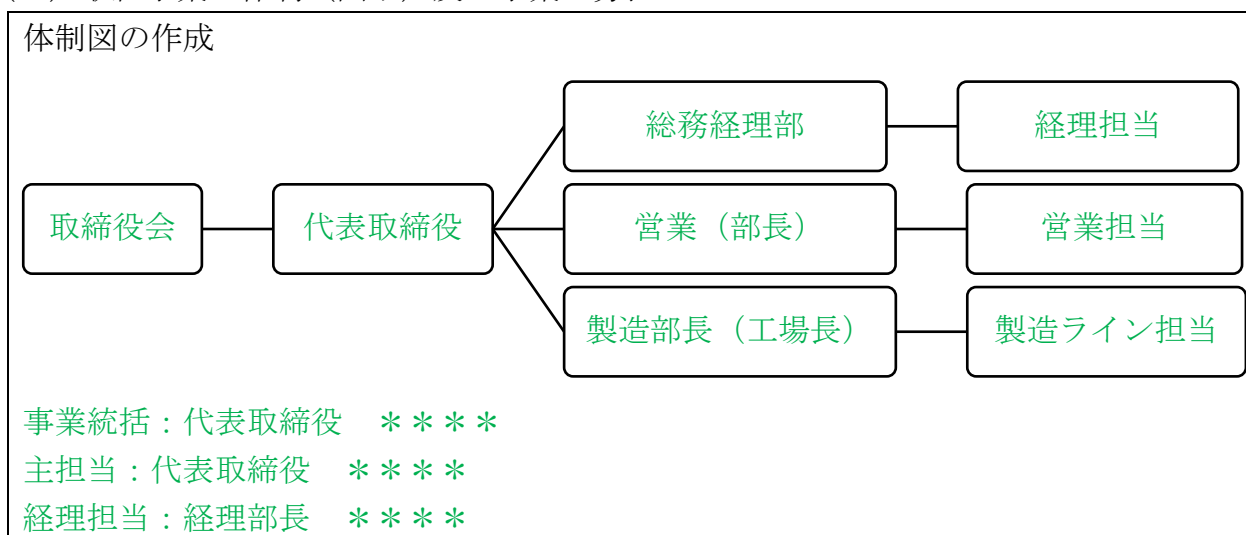 体制図の作成
総務経理部 経理担当
取締役会 代表取締役 営業（部長） 営業担当
製造部長（工場長） 製造ライン担当
事業統括：代表取締役　＊＊＊＊
主担当：代表取締役　＊＊＊＊
経理担当：経理部長　＊＊＊＊